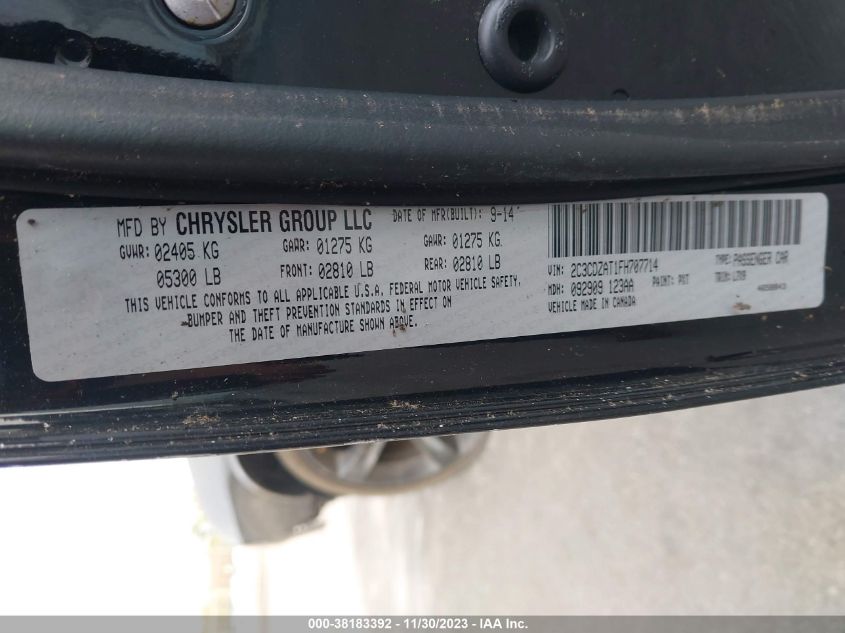 MFD BY CHRYSLER GROUP LLC DATE OF MFR(BUILT): 9-14
GVWR: 02405 KG GARR: 01275 KG GAWR: 01275 KG
05300 LB FRONT: 02810 LB REAR: 02810 LB
THIS VEHICLE CONFORMS TO ALL APPLICABLE U.S.A. FEDERAL MOTOR VEHICLE SAFETY,
BUMPER AND THEFT PREVENTION STANDARDS IN EFFECT ON
THE DATE OF MANUFACTURE SHOWN ABOVE.
VIN: 2C3CDZAT1FH707714 TYPE: PASSENGER CAR
MDH: 092909 123AA PAINT: PXT TRIM:
VEHICLE MADE IN CANADA
000-38183392 - 11/30/2023 - IAA Inc.